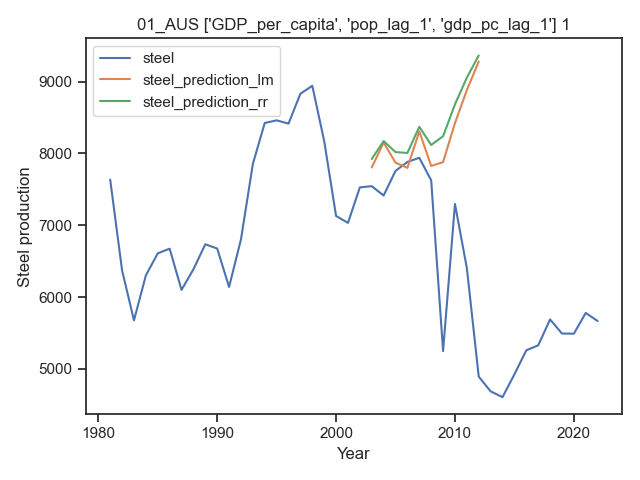 01_AUS ['GDP_per_capita', 'pop_lag_1', 'gdp_pc_lag_1'] 1
steel
steel_prediction_lm
steel_prediction_rr
9000
8000
7000
6000
5000
Steel production
1980
1990
2000
2010
2020
Year